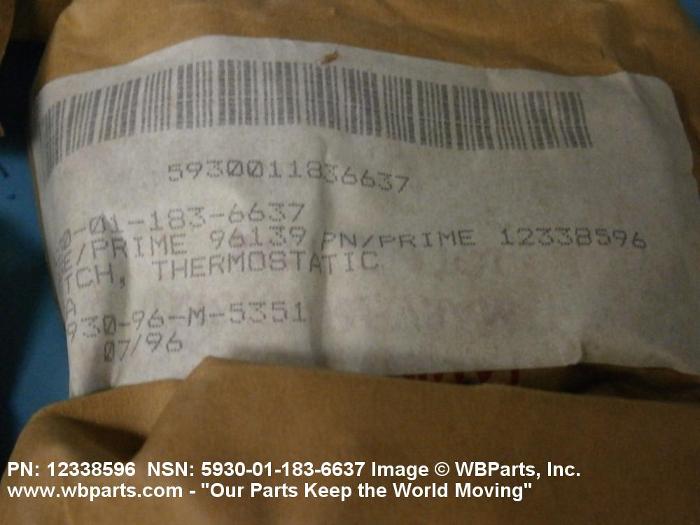 5930011836637
0-01-183-6637
E/PRIME 96139 PN/PRIME 12338596
TCH, THERMOSTATIC
A
930-96-M-5351
07/96
PN: 12338596 NSN: 5930-01-183-6637 Image © WBParts, Inc.
www.wbparts.com - "Our Parts Keep the World Moving"